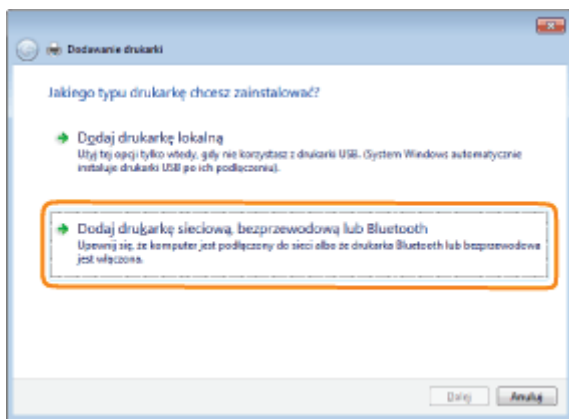 Dodawanie drukarki
Jakiego typu drukarkę chcesz zainstalować?
Dodaj drukarkę lokalną
Użyj tej opcji tylko wtedy, gdy nie korzystasz z drukarki USB. (System Windows automatycznie
instaluje drukarki USB po ich podłączeniu).
Dodaj drukarkę sieciową, bezprzewodową lub Bluetooth
Upewnij się, że komputer jest podłączony do sieci albo że drukarka Bluetooth lub bezprzewodowa
jest włączona.
Dalej Anuluj